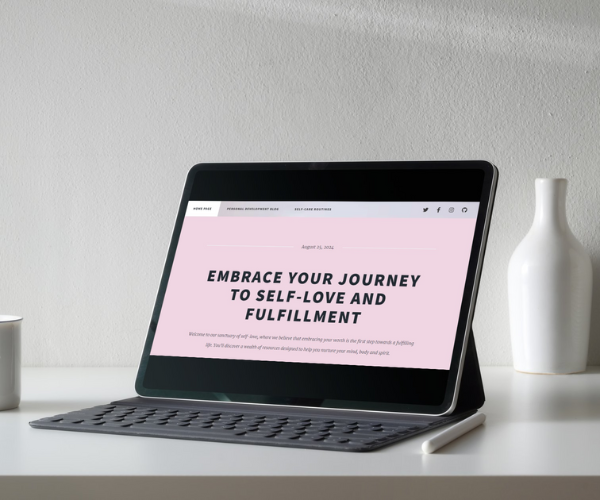 HOME PAGE PERSONAL DEVELOPMENT BLOG SELF-LOVE ROUTINES
August 15, 2024
EMBRACE YOUR JOURNEY
TO SELF-LOVE AND
FULFILLMENT
Welcome to our sanctuary of self-love, where we believe that embracing your worth is the first step towards a fulfilling
life. You'll discover a wealth of resources designed to help you nurture your mind, body and spirit.